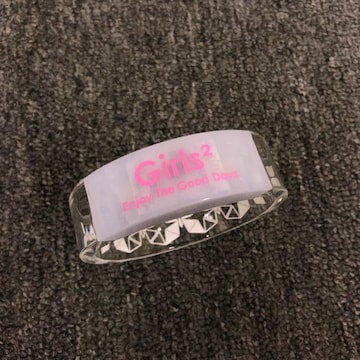 Girls²
Enjoy The Good Days